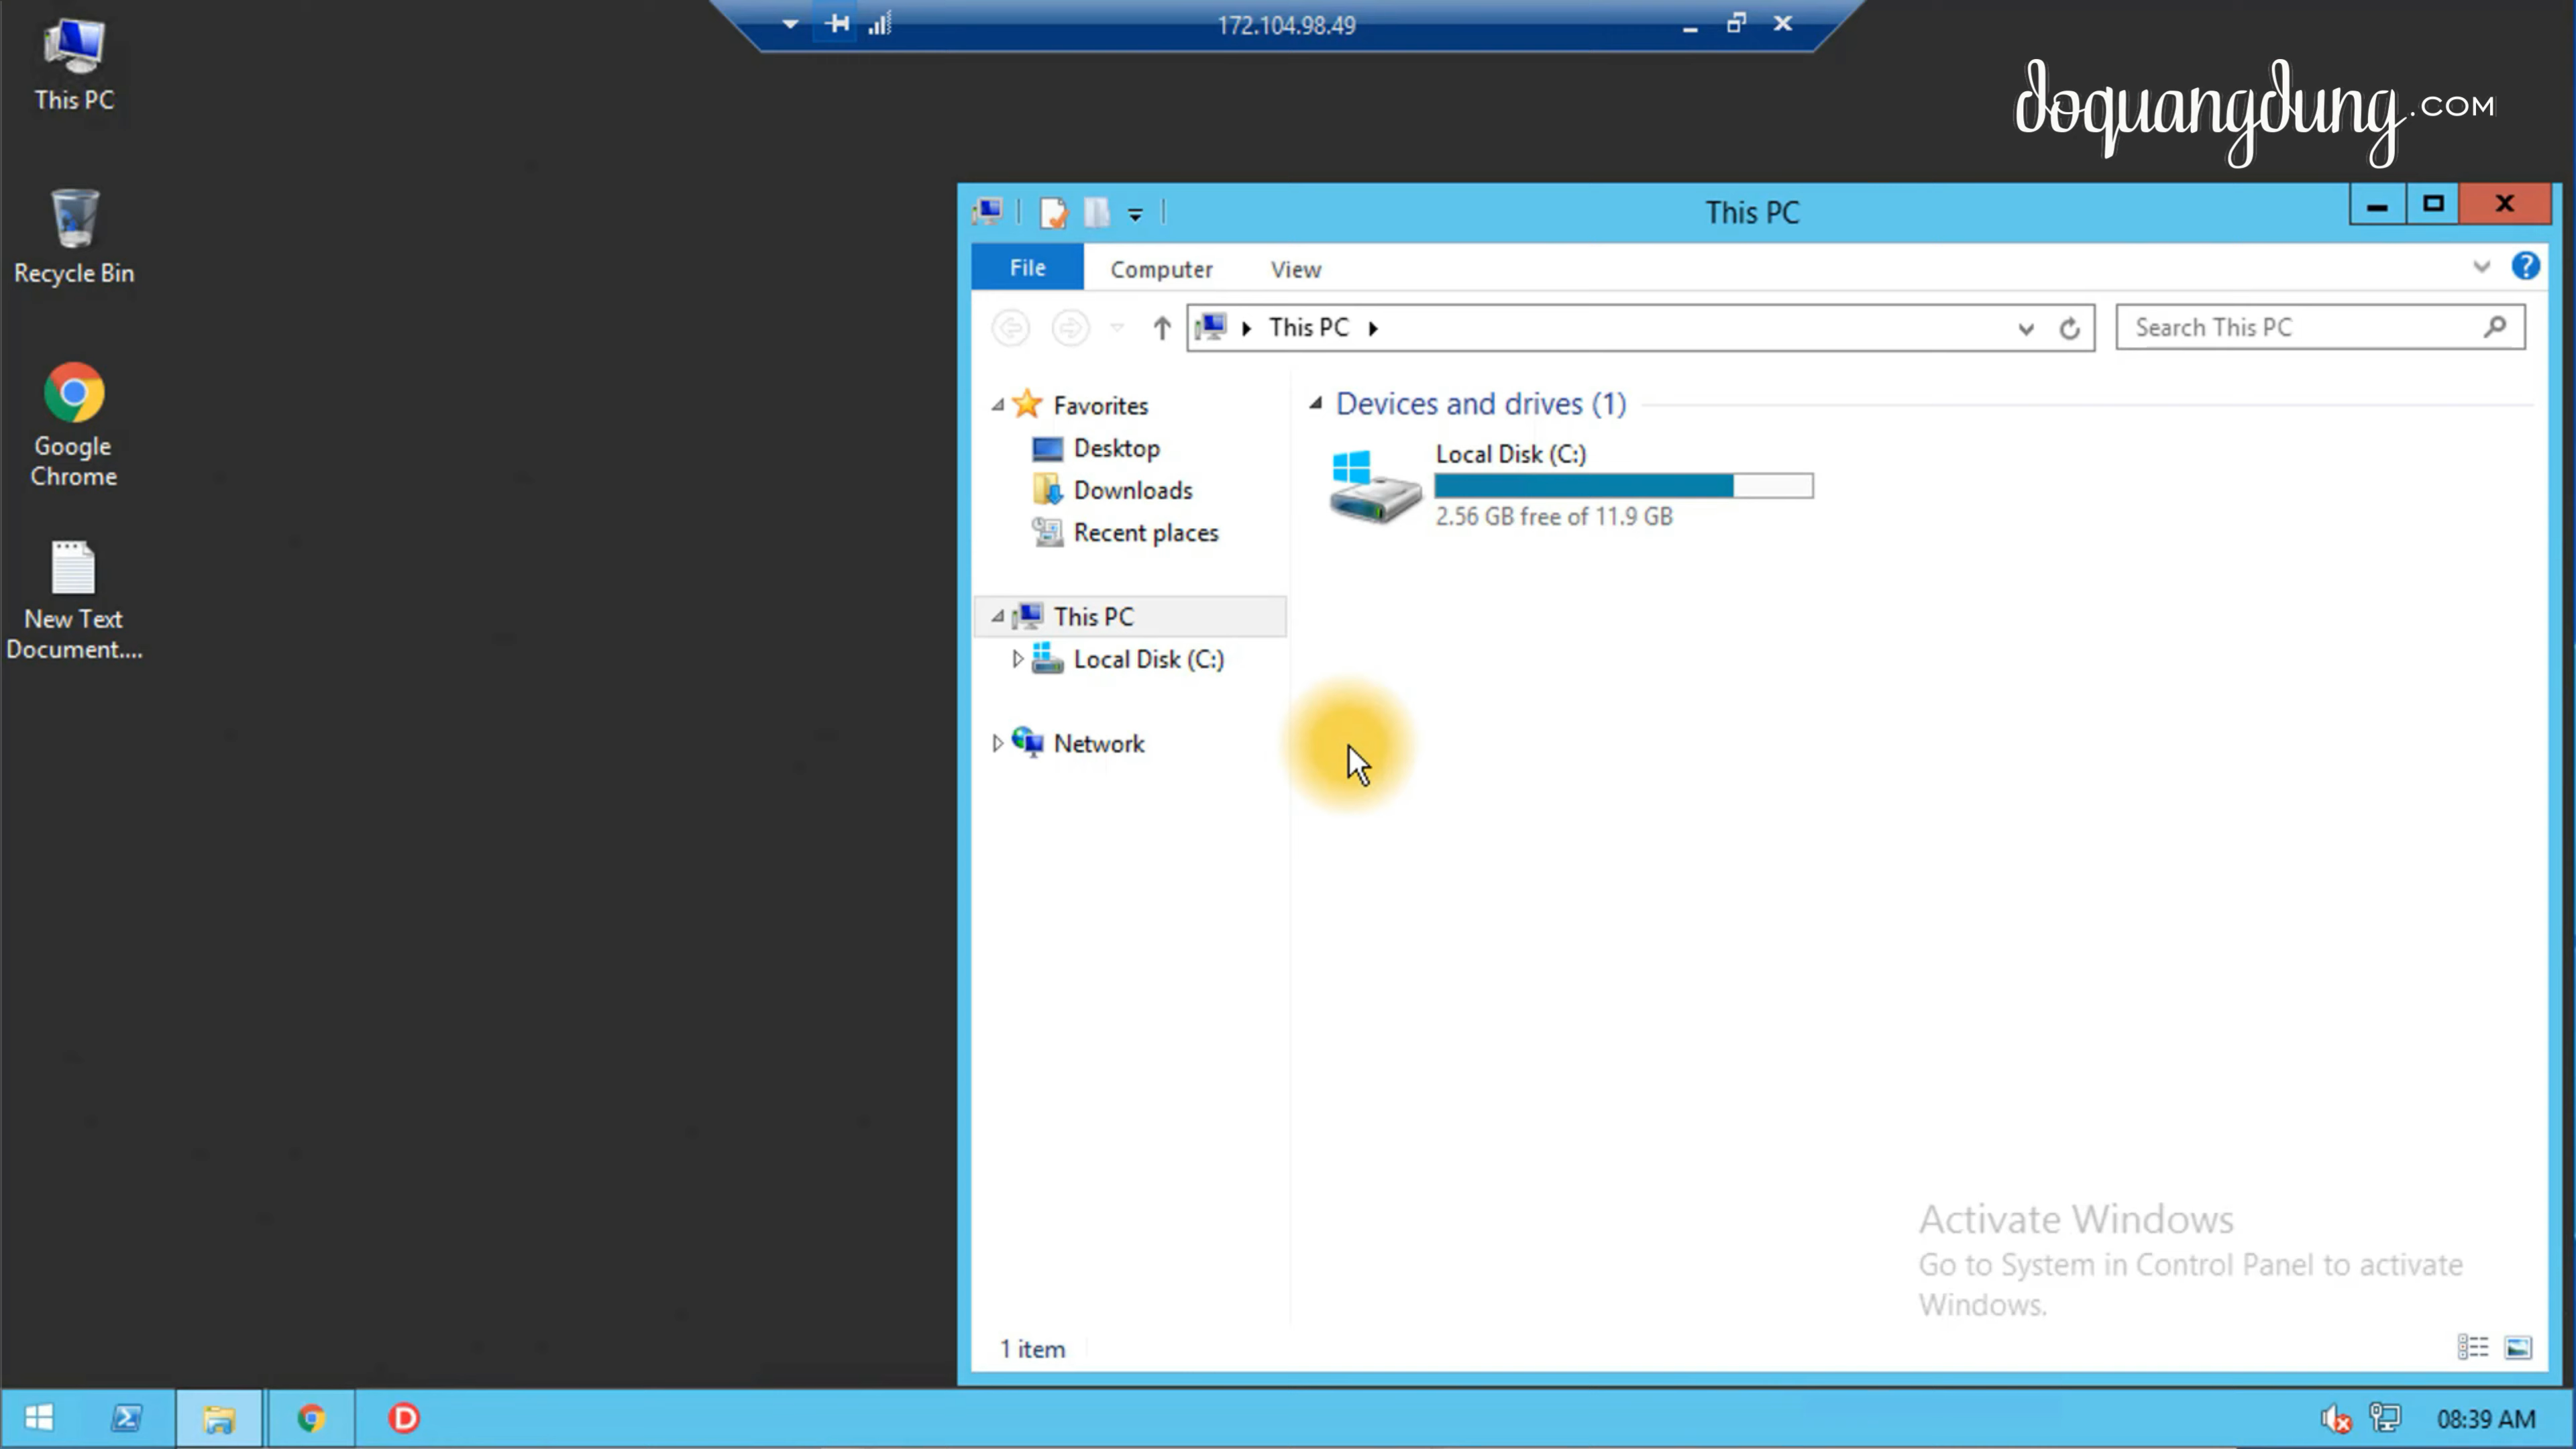 172.104.98.49
This PC
doquangdung.COM
Recycle Bin
Google
Chrome
New Text
Document....
This PC
File
Computer
View
This PC
Search This PC
Favorites
Desktop
Downloads
Recent places
This PC
Local Disk (C:)
Network
Devices and drives (1)
Local Disk (C:)
2.56 GB free of 11.9 GB
Activate Windows
Go to System in Control Panel to activate
Windows.
1 item
08:39 AM